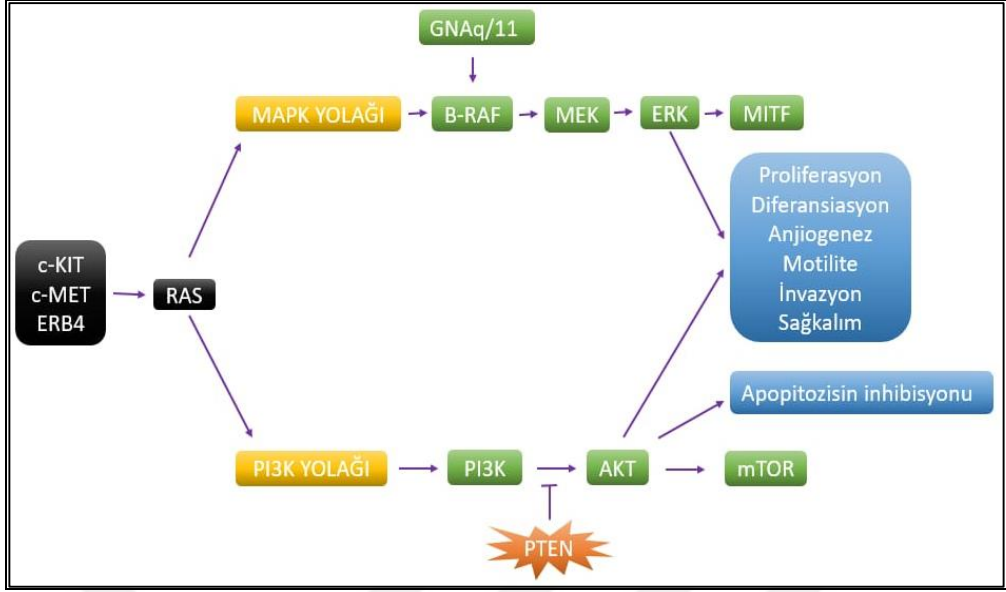 GNAq/11
MAPK YOLAĞI
B-RAF
MEK
ERK
MITF
Proliferasyon
Diferansiasyon
Anjiogenez
Motilite
İnvazyon
Sağkalım
c-KIT
c-MET
ERB4
RAS
Apopitozisin inhibisyonu
PI3K YOLAĞI
PI3K
AKT
mTOR
PTEN